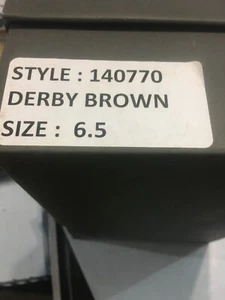 STYLE : 140770
DERBY BROWN
SIZE :  6.5